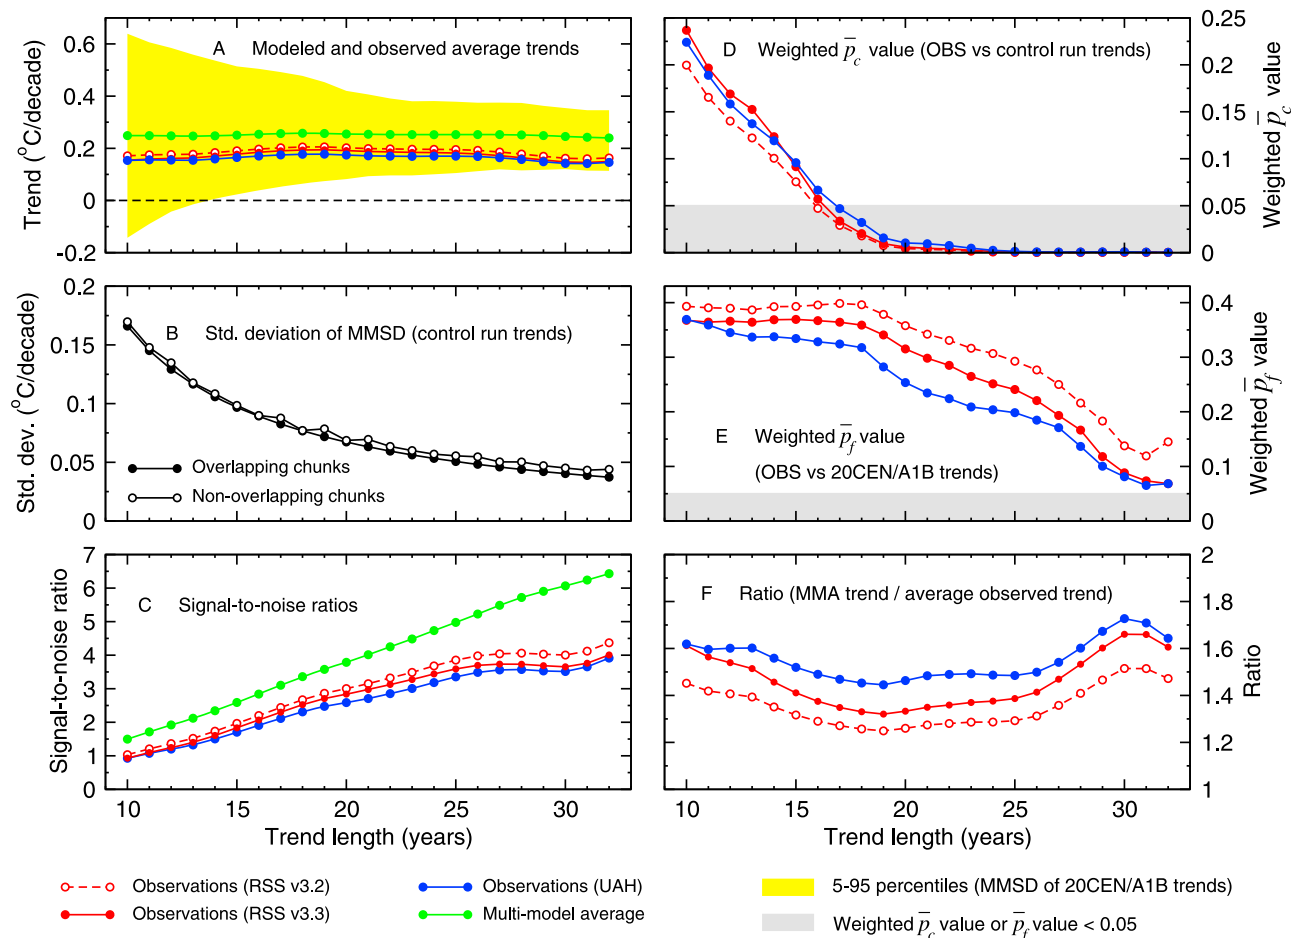 A Modeled and observed average trends
Trend (°C/decade)
0.6
0.4
0.2
0
-0.2
D Weighted p̅c value (OBS vs control run trends)
Weighted p̅c value
0.25
0.2
0.15
0.1
0.05
0
B Std. deviation of MMSD (control run trends)
Std. dev. (°C/decade)
0.2
0.15
0.1
0.05
0
Overlapping chunks
Non-overlapping chunks
E Weighted p̅f value
(OBS vs 20CEN/A1B trends)
Weighted p̅f value
0.4
0.3
0.2
0.1
0
C Signal-to-noise ratios
Signal-to-noise ratio
7
6
5
4
3
2
1
0
10 15 20 25 30
Trend length (years)
F Ratio (MMA trend / average observed trend)
Ratio
2
1.8
1.6
1.4
1.2
1
10 15 20 25 30
Trend length (years)
Observations (RSS v3.2)
Observations (RSS v3.3)
Observations (UAH)
Multi-model average
5-95 percentiles (MMSD of 20CEN/A1B trends)
Weighted p̅c value or p̅f value < 0.05